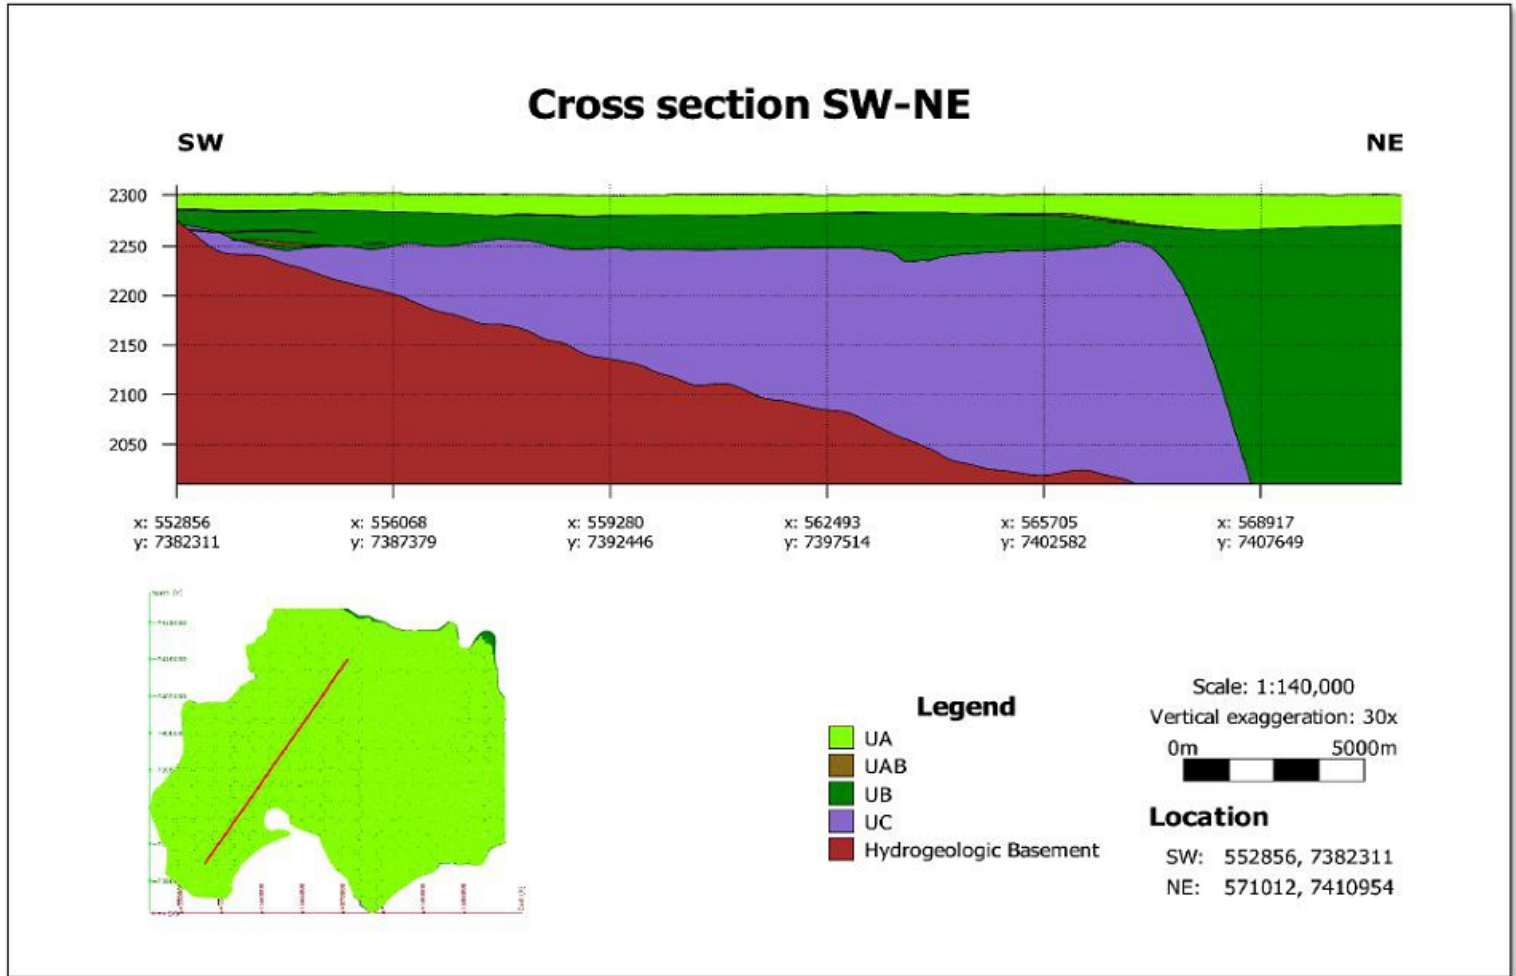 Cross section SW-NE
SW
NE
2300
2250
2200
2150
2100
2050
x: 552856
y: 7382311
x: 556068
y: 7387379
x: 559280
y: 7392446
x: 562493
y: 7397514
x: 565705
y: 7402582
x: 568917
y: 7407649
Legend
UA
UAB
UB
UC
Hydrogeologic Basement
Scale: 1:140,000
Vertical exaggeration: 30x
0m 5000m
Location
SW: 552856, 7382311
NE: 571012, 7410954